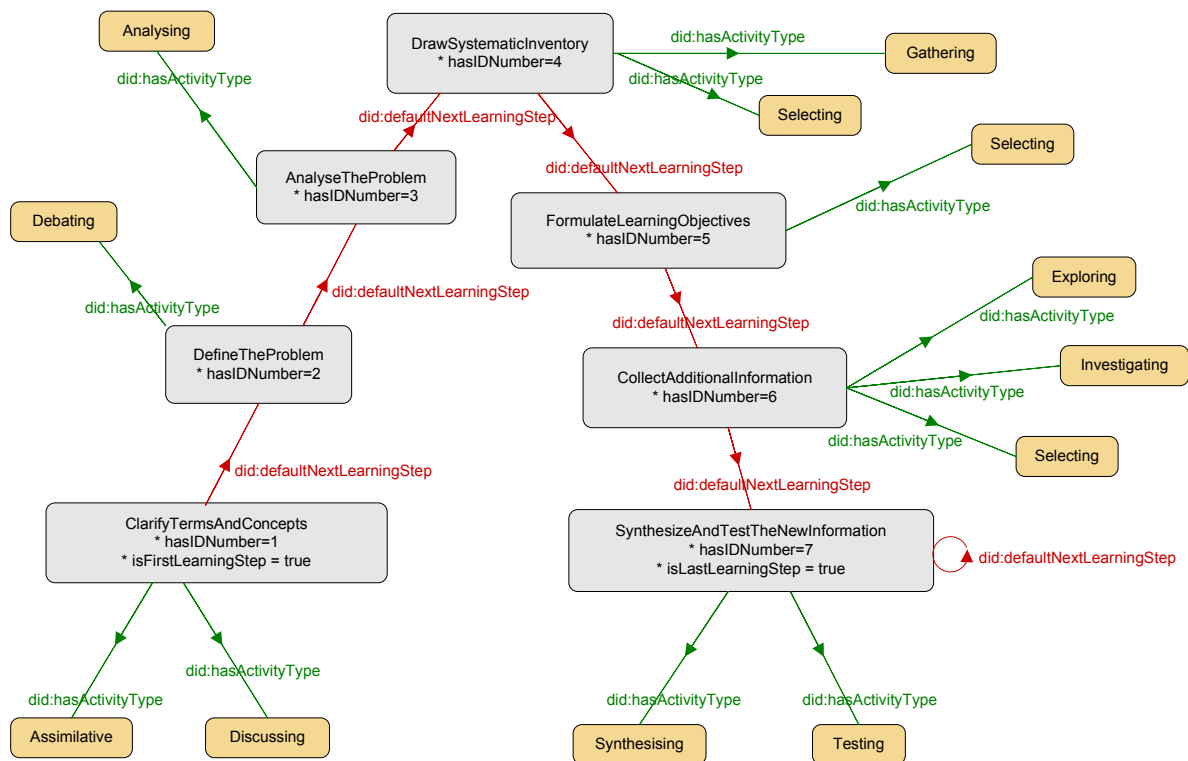 Analysing
DrawSystematicInventory
* hasIDNumber=4
did:hasActivityType
Gathering
did:hasActivityType
did:hasActivityType
Selecting
did:defaultNextLearningStep
Selecting
did:defaultNextLearningStep
AnalyseTheProblem
* hasIDNumber=3
did:hasActivityType
Debating
FormulateLearningObjectives
* hasIDNumber=5
did:defaultNextLearningStep
Exploring
did:hasActivityType
did:defaultNextLearningStep
did:hasActivityType
DefineTheProblem
* hasIDNumber=2
Investigating
CollectAdditionalInformation
* hasIDNumber=6
did:hasActivityType
did:hasActivityType
Selecting
did:defaultNextLearningStep
did:defaultNextLearningStep
ClarifyTermsAndConcepts
* hasIDNumber=1
* isFirstLearningStep = true
SynthesizeAndTestTheNewInformation
* hasIDNumber=7
* isLastLearningStep = true
did:defaultNextLearningStep
did:hasActivityType
did:hasActivityType
did:hasActivityType
did:hasActivityType
Assimilative
Discussing
Synthesising
Testing